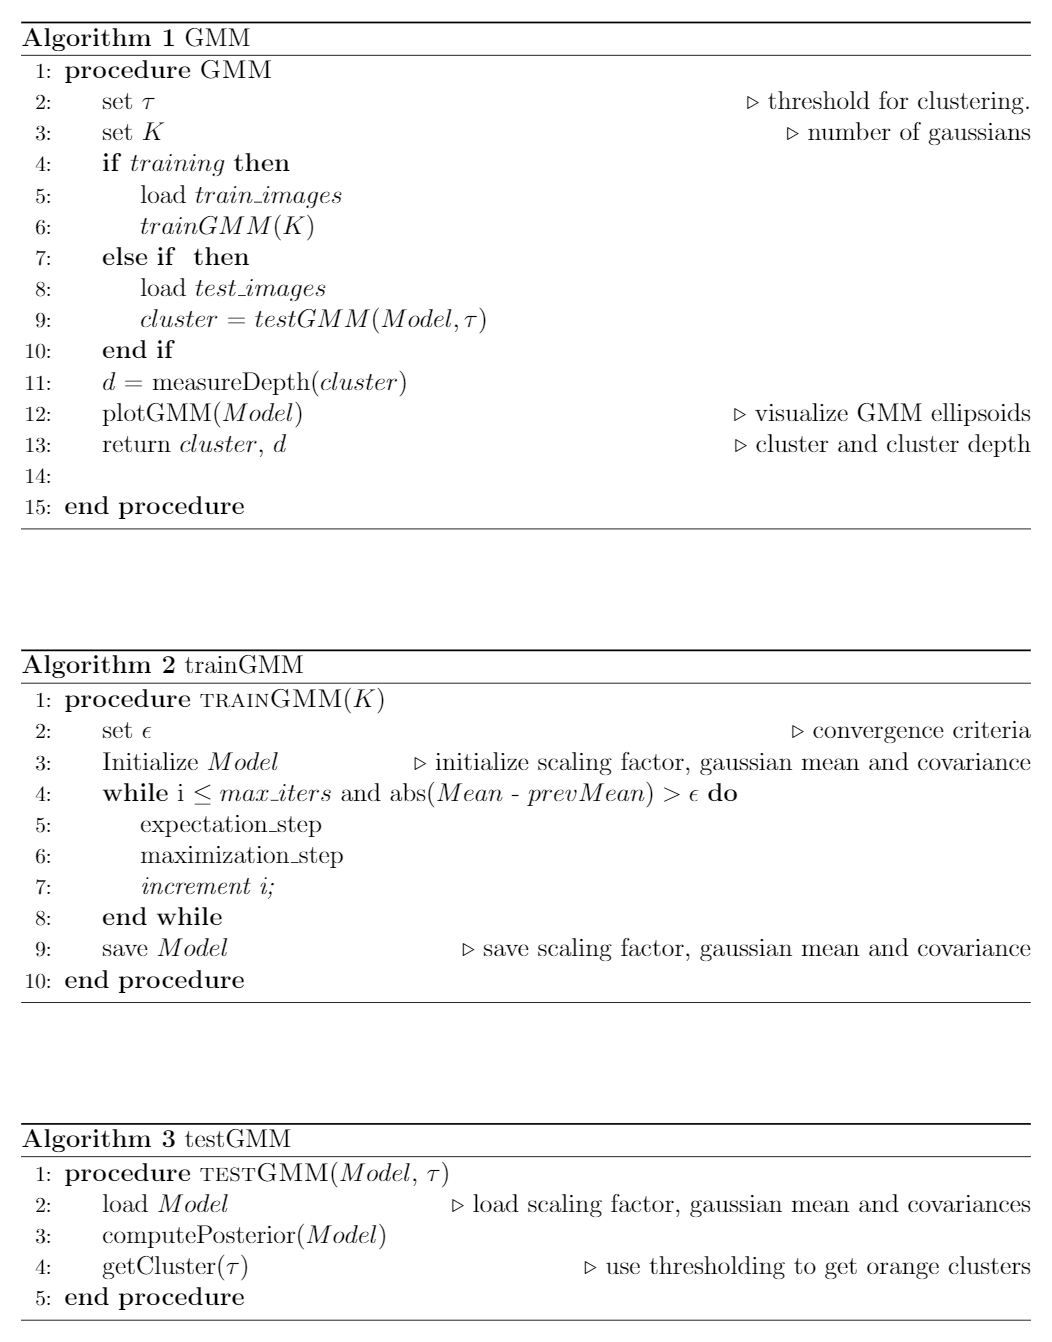 Algorithm 1 GMM
1: procedure GMM
2: set τ ▷ threshold for clustering.
3: set K ▷ number of gaussians
4: if training then
5: load train_images
6: trainGMM(K)
7: else if then
8: load test_images
9: cluster = testGMM(Model, τ)
10: end if
11: d = measureDepth(cluster)
12: plotGMM(Model) ▷ visualize GMM ellipsoids
13: return cluster, d ▷ cluster and cluster depth
14:
15: end procedure
Algorithm 2 trainGMM
1: procedure TRAINGMM(K)
2: set ϵ ▷ convergence criteria
3: Initialize Model ▷ initialize scaling factor, gaussian mean and covariance
4: while i ≤ max_iters and abs(Mean - prevMean) > ϵ do
5: expectation_step
6: maximization_step
7: increment i;
8: end while
9: save Model ▷ save scaling factor, gaussian mean and covariance
10: end procedure
Algorithm 3 testGMM
1: procedure TESTGMM(Model, τ)
2: load Model ▷ load scaling factor, gaussian mean and covariances
3: computePosterior(Model)
4: getCluster(τ) ▷ use thresholding to get orange clusters
5: end procedure